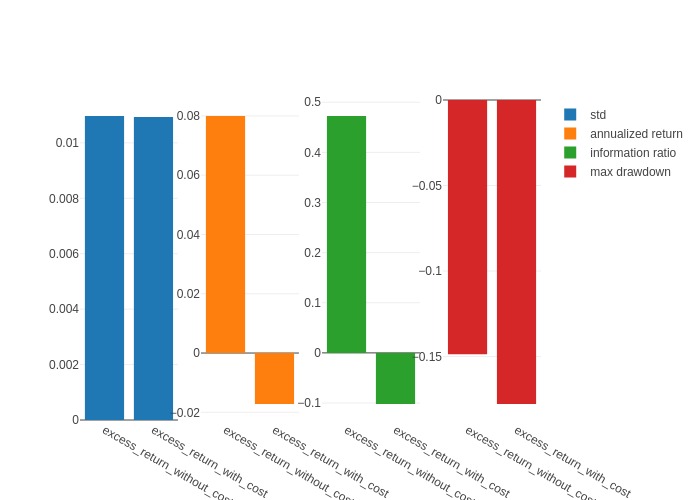 0.01
0.008
0.006
0.004
0.002
0
0.08
0.06
0.04
0.02
0
−0.02
0.5
0.4
0.3
0.2
0.1
0
−0.1
0
−0.05
−0.1
−0.15
excess_return_with_cost
excess_return_with_cost
excess_return_with_cost
excess_return_with_cost
std
annualized return
information ratio
max drawdown